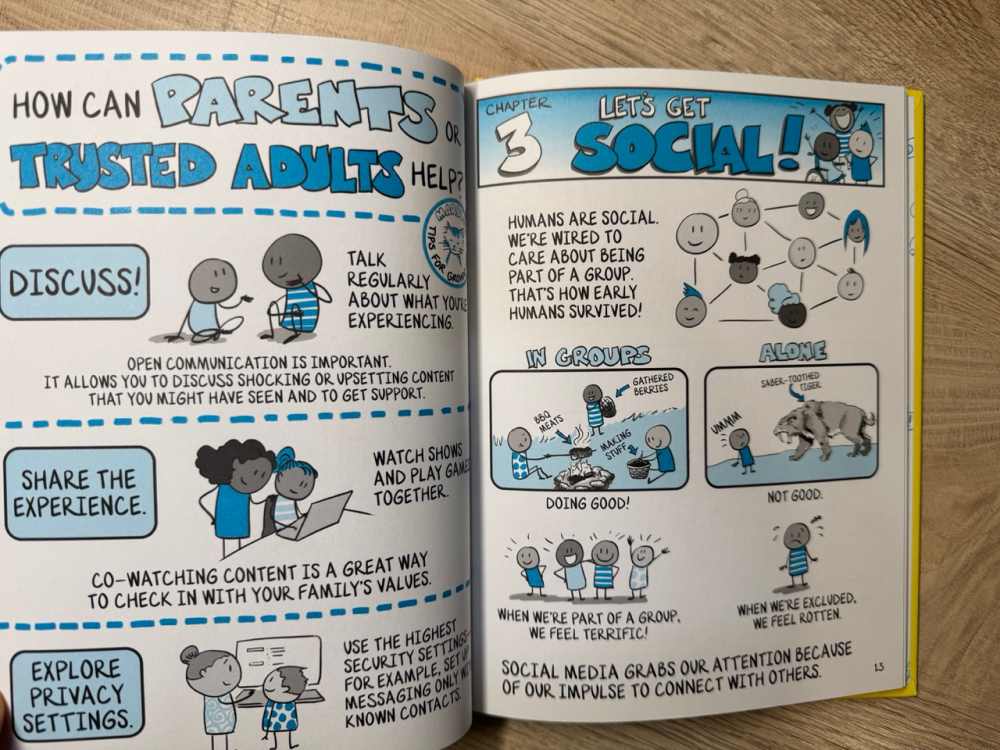 HOW CAN PARENTS OR
TRUSTED ADULTS HELP?
TIPS FOR
DISCUSS!
TALK
REGULARLY
ABOUT WHAT YOU'RE
EXPERIENCING.
OPEN COMMUNICATION IS IMPORTANT.
IT ALLOWS YOU TO DISCUSS SHOCKING OR UPSETTING CONTENT
THAT YOU MIGHT HAVE SEEN AND TO GET SUPPORT.
SHARE THE
EXPERIENCE.
WATCH SHOWS
AND PLAY GAMES
TOGETHER.
CO-WATCHING CONTENT IS A GREAT WAY
TO CHECK IN WITH YOUR FAMILY'S VALUES.
EXPLORE
PRIVACY
SETTINGS.
USE THE HIGHEST
SECURITY SETTINGS
FOR EXAMPLE, SET UP
MESSAGING ONLY WITH
KNOWN CONTACTS.
CHAPTER
3
LET'S GET
SOCIAL!
HUMANS ARE SOCIAL.
WE'RE WIRED TO
CARE ABOUT BEING
PART OF A GROUP.
THAT'S HOW EARLY
HUMANS SURVIVED!
IN GROUPS
GATHERED
BERRIES
BBQ
MEATS
MAKING
STUFF
DOING GOOD!
ALONE
SABER-TOOTHED
TIGER
UMMM
NOT GOOD.
WHEN WE'RE PART OF A GROUP,
WE FEEL TERRIFIC!
WHEN WE'RE EXCLUDED,
WE FEEL ROTTEN.
SOCIAL MEDIA GRABS OUR ATTENTION BECAUSE
OF OUR IMPULSE TO CONNECT WITH OTHERS.
13